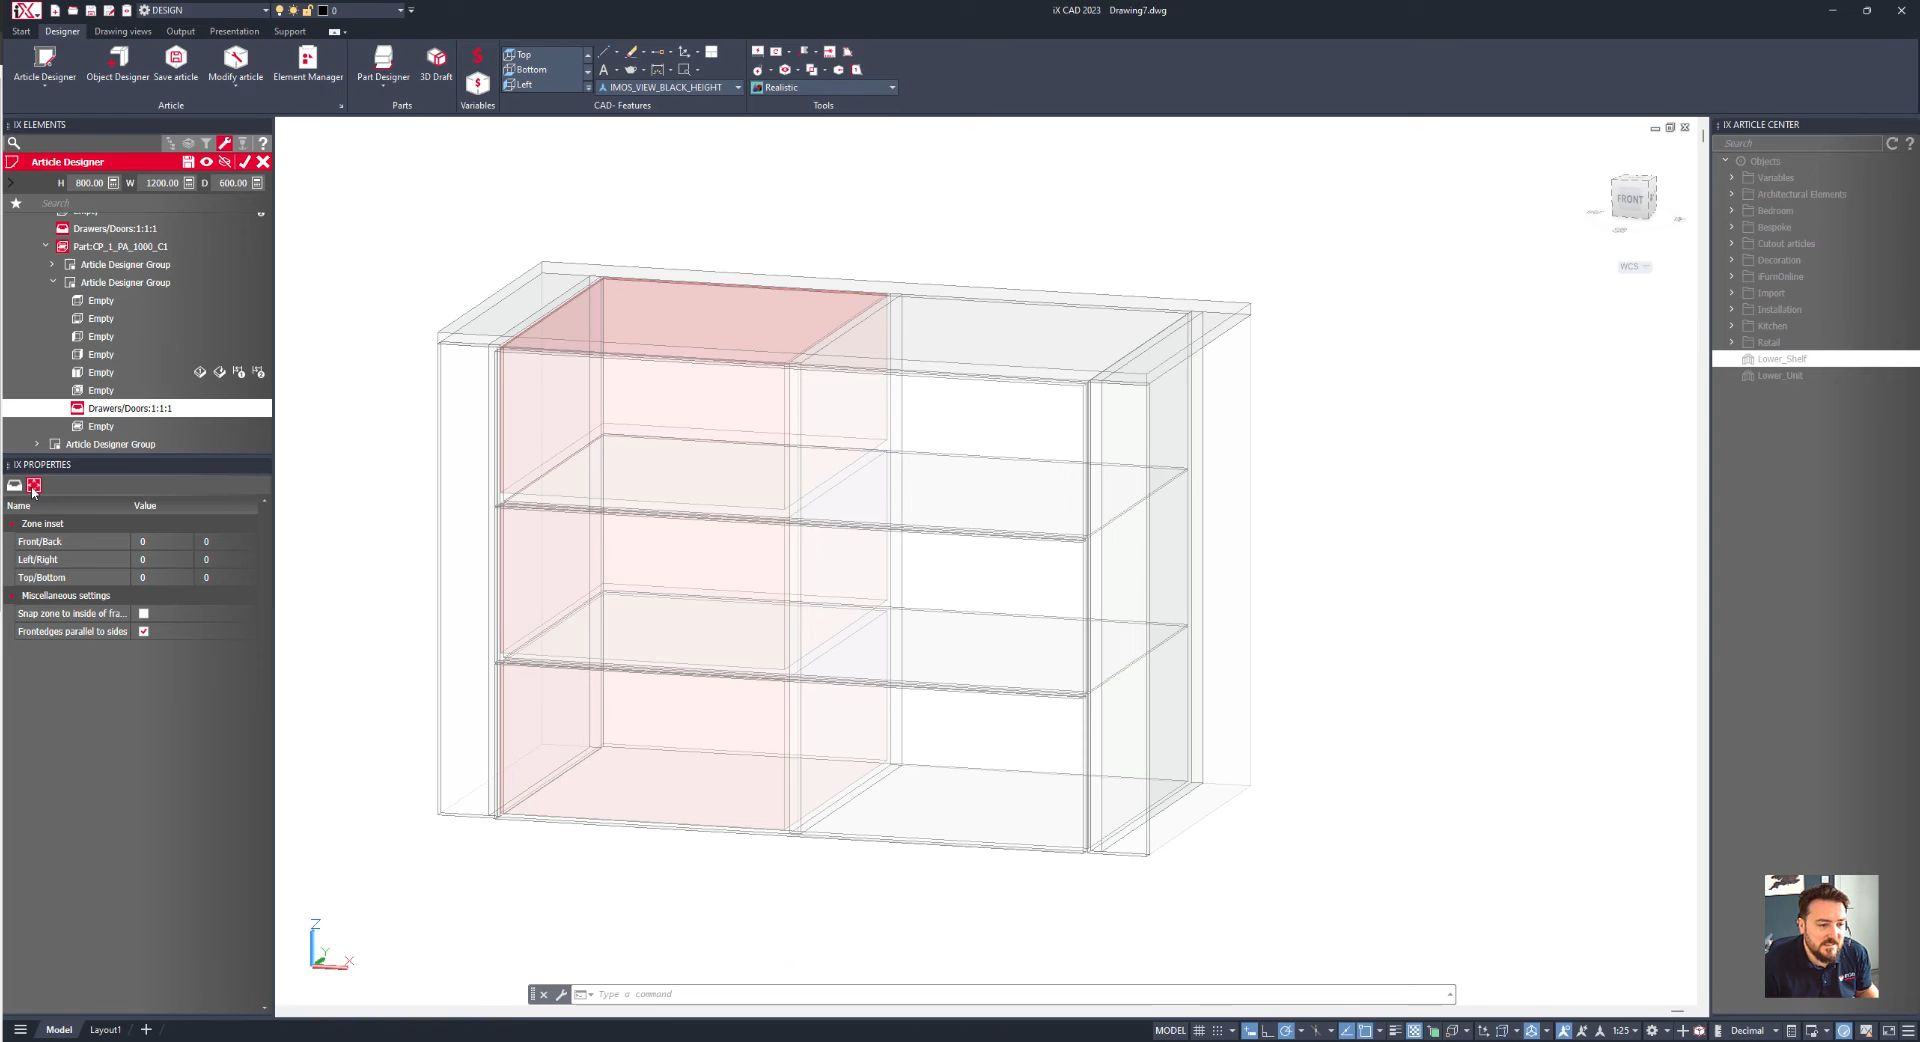 iX DESIGN 0 iX CAD 2023 Drawing7.dwg
Start Designer Drawing views Output Presentation Support
Article Designer Object Designer Save article Modify article Element Manager Part Designer 3D Draft
Top
Bottom
Left
IMOS_VIEW_BLACK_HEIGHT Realistic
Article Parts Variables CAD- Features Tools
IX ELEMENTS
Article Designer
H 800.00 W 1200.00 D 600.00
Search
Empty
Drawers/Doors:1:1:1
Part:CP_1_PA_1000_C1
Article Designer Group
Article Designer Group
Empty
Empty
Empty
Empty
Empty
Empty
Drawers/Doors:1:1:1
Empty
Article Designer Group
IX PROPERTIES
Name Value
Zone inset
Front/Back 0 0
Left/Right 0 0
Top/Bottom 0 0
Miscellaneous settings
Snap zone to inside of fra...
Frontedges parallel to sides
FRONT
WCS
Z
Y
X
Type a command
IX ARTICLE CENTER
Search
Objects
Variables
Architectural Elements
Bedroom
Bespoke
Cutout articles
Decoration
iFurnOnline
Import
Installation
Kitchen
Retail
Lower_Shelf
Lower_Unit
Model Layout1 MODEL 1:25 Decimal